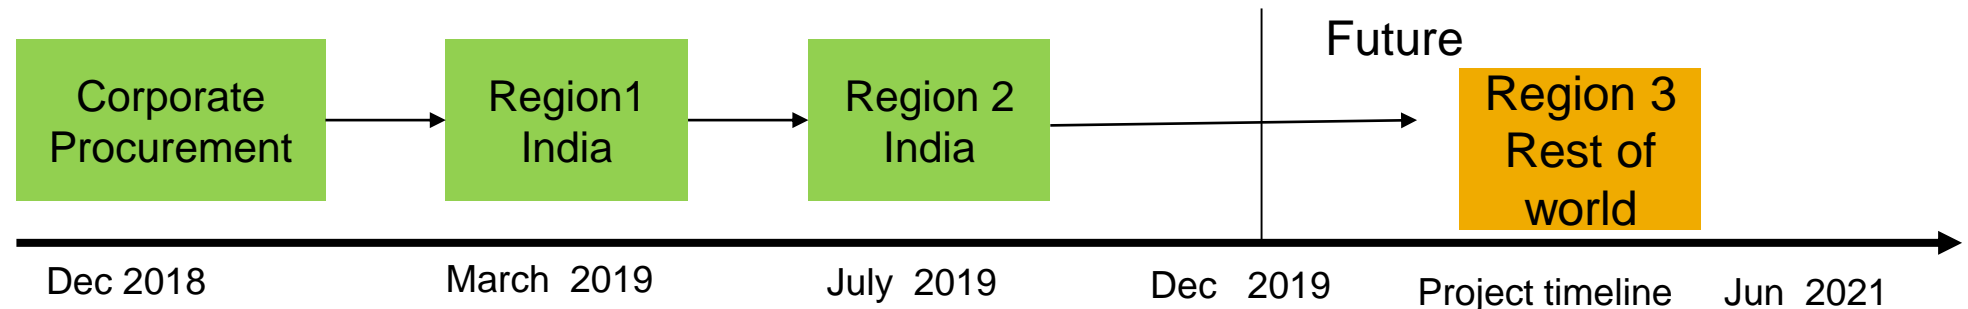 Future
Corporate
Procurement
Region1
India
Region 2
India
Region 3
Rest of
world
Dec 2018
March 2019
July 2019
Dec 2019
Project timeline
Jun 2021